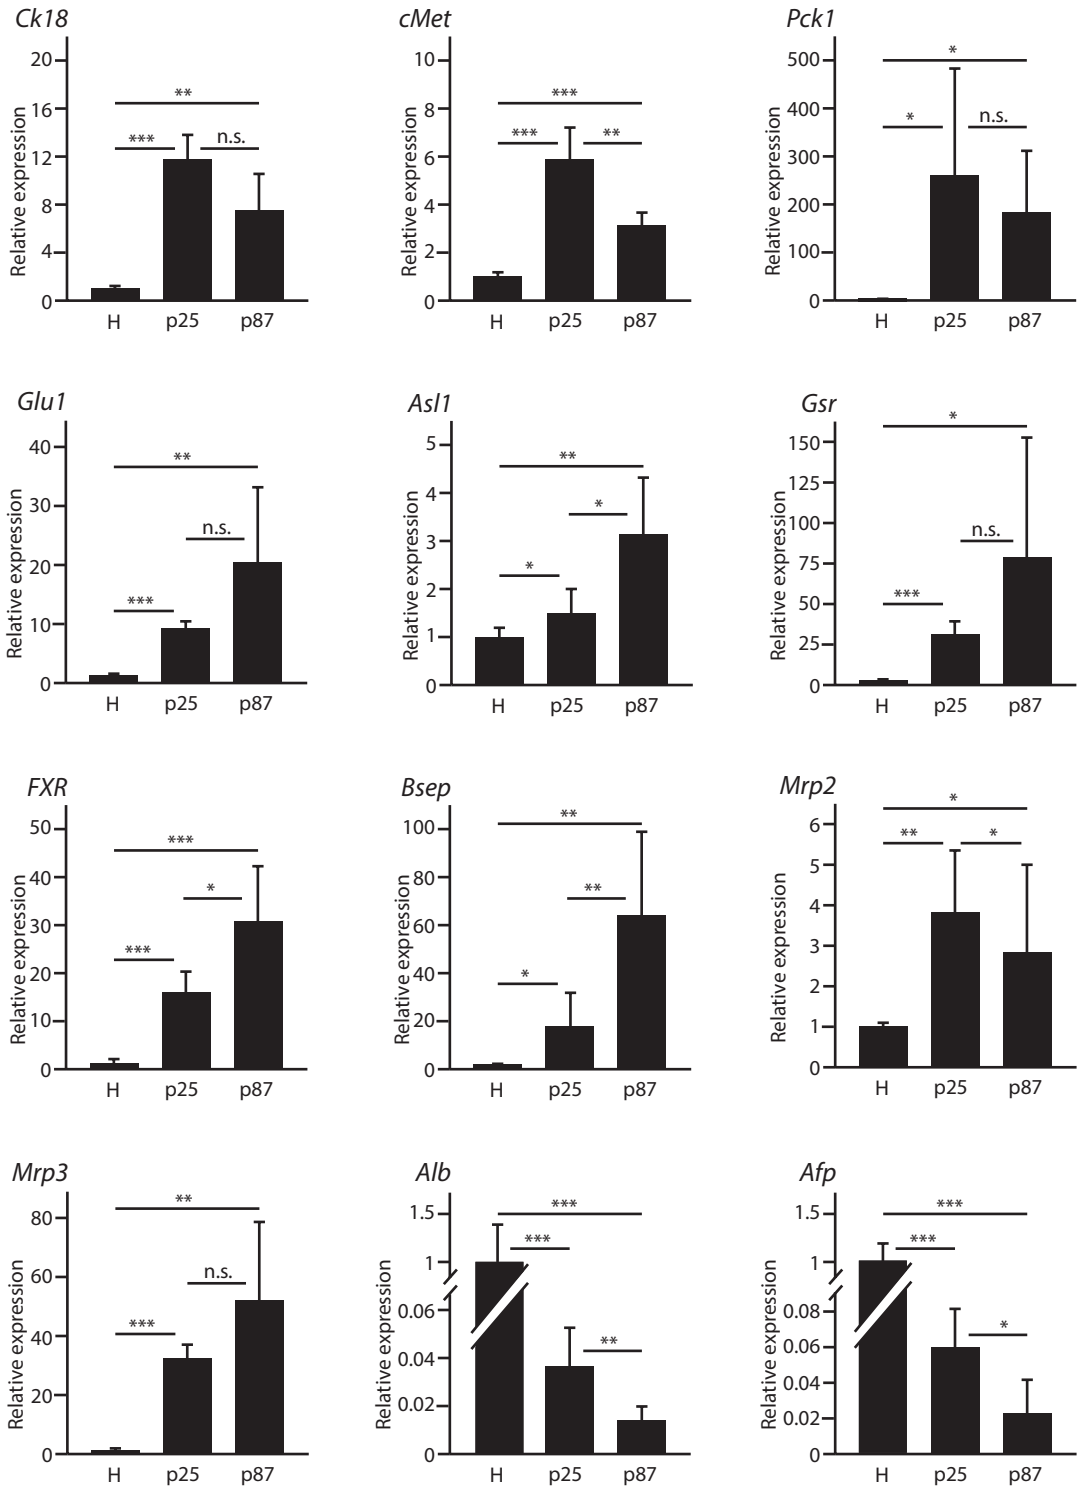 Ck18
Relative expression
20
16
12
8
4
0
**
***
n.s.
H p25 p87
cMet
Relative expression
10
8
6
4
2
0
***
***
**
H p25 p87
Pck1
Relative expression
500
400
300
200
100
0
*
*
n.s.
H p25 p87
Glu1
Relative expression
40
30
20
10
0
**
n.s.
***
H p25 p87
Asl1
Relative expression
5
4
3
2
1
0
**
*
*
H p25 p87
Gsr
Relative expression
150
125
100
75
50
25
0
*
n.s.
***
H p25 p87
FXR
Relative expression
50
40
30
20
10
0
***
*
***
H p25 p87
Bsep
Relative expression
100
80
60
40
20
0
**
**
*
H p25 p87
Mrp2
Relative expression
6
5
4
3
2
1
0
*
**
*
H p25 p87
Mrp3
Relative expression
80
60
40
20
0
**
n.s.
***
H p25 p87
Alb
Relative expression
1.5
1
0.06
0.04
0.02
0
***
***
**
H p25 p87
Afp
Relative expression
1.5
1
0.08
0.06
0.04
0.02
0
***
***
*
H p25 p87